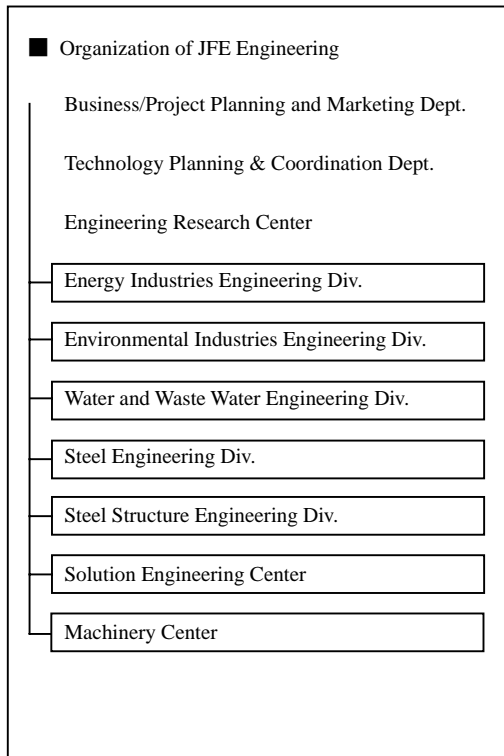 ■ Organization of JFE Engineering
Business/Project Planning and Marketing Dept.
Technology Planning & Coordination Dept.
Engineering Research Center
Energy Industries Engineering Div.
Environmental Industries Engineering Div.
Water and Waste Water Engineering Div.
Steel Engineering Div.
Steel Structure Engineering Div.
Solution Engineering Center
Machinery Center